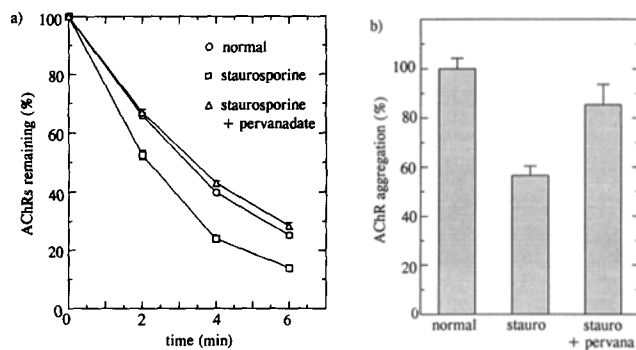 a)
AChRs remaining (%)
100
80
60
40
20
0
0
2
4
6
time (min)
normal
staurosporine
staurosporine
+ pervanadate
b)
AChR aggregation (%)
100
80
60
40
20
0
normal
stauro
stauro
+ pervana